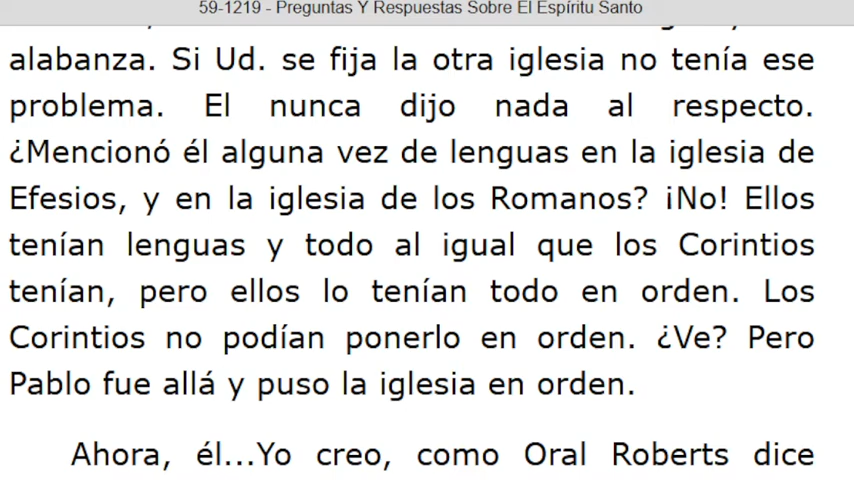 59-1219 - Preguntas Y Respuestas Sobre El Espíritu Santo
alabanza. Si Ud. se fija la otra iglesia no tenía ese
problema. El nunca dijo nada al respecto.
¿Mencionó él alguna vez de lenguas en la iglesia de
Efesios, y en la iglesia de los Romanos? ¡No! Ellos
tenían lenguas y todo al igual que los Corintios
tenían, pero ellos lo tenían todo en orden. Los
Corintios no podían ponerlo en orden. ¿Ve? Pero
Pablo fue allá y puso la iglesia en orden.
Ahora, él...Yo creo, como Oral Roberts dice